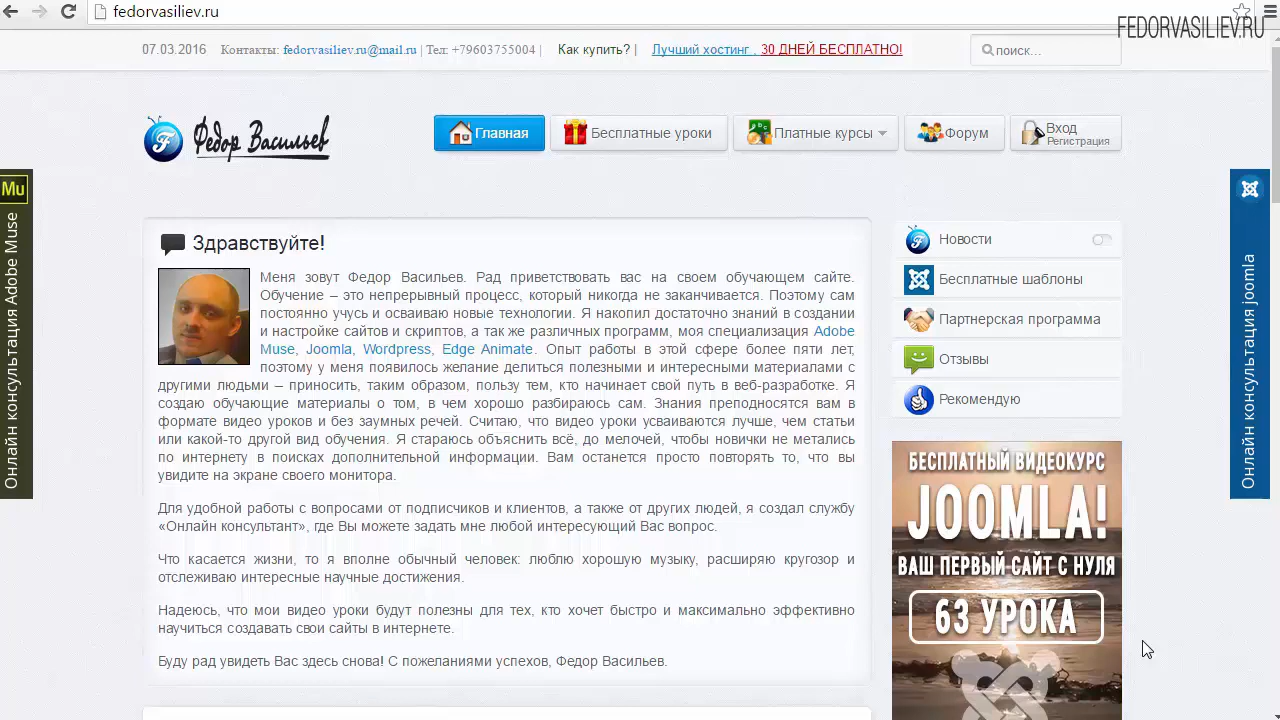 fedorvasiliev.ru
FEDORVASILIEV.RU
07.03.2016 Контакты: fedorvasiliev.ru@mail.ru | Тел: +79603755004 | Как купить? | Лучший хостинг . 30 ДНЕЙ БЕСПЛАТНО!
поиск...
Федор Васильев
Главная
Бесплатные уроки
Платные курсы
Форум
Вход
Регистрация
Mu
Онлайн консультация Adobe Muse
Здравствуйте!
Меня зовут Федор Васильев. Рад приветствовать вас на своем обучающем сайте.
Обучение – это непрерывный процесс, который никогда не заканчивается. Поэтому сам
постоянно учусь и осваиваю новые технологии. Я накопил достаточно знаний в создании
и настройке сайтов и скриптов, а так же различных программ, моя специализация Adobe
Muse, Joomla, Wordpress, Edge Animate. Опыт работы в этой сфере более пяти лет,
поэтому у меня появилось желание делиться полезными и интересными материалами с
другими людьми – приносить, таким образом, пользу тем, кто начинает свой путь в веб-разработке. Я
создаю обучающие материалы о том, в чем хорошо разбираюсь сам. Знания преподносятся вам в
формате видео уроков и без заумных речей. Считаю, что видео уроки усваиваются лучше, чем статьи
или какой-то другой вид обучения. Я стараюсь объяснить всё, до мелочей, чтобы новички не метались
по интернету в поисках дополнительной информации. Вам останется просто повторять то, что вы
увидите на экране своего монитора.
Для удобной работы с вопросами от подписчиков и клиентов, а также от других людей, я создал службу
«Онлайн консультант», где Вы можете задать мне любой интересующий Вас вопрос.
Что касается жизни, то я вполне обычный человек: люблю хорошую музыку, расширяю кругозор и
отслеживаю интересные научные достижения.
Надеюсь, что мои видео уроки будут полезны для тех, кто хочет быстро и максимально эффективно
научиться создавать свои сайты в интернете.
Буду рад увидеть Вас здесь снова! С пожеланиями успехов, Федор Васильев.
Новости
Бесплатные шаблоны
Партнерская программа
Отзывы
Рекомендую
БЕСПЛАТНЫЙ ВИДЕОКУРС
JOOMLA!
ВАШ ПЕРВЫЙ САЙТ С НУЛЯ
63 УРОКА
Онлайн консультация joomla